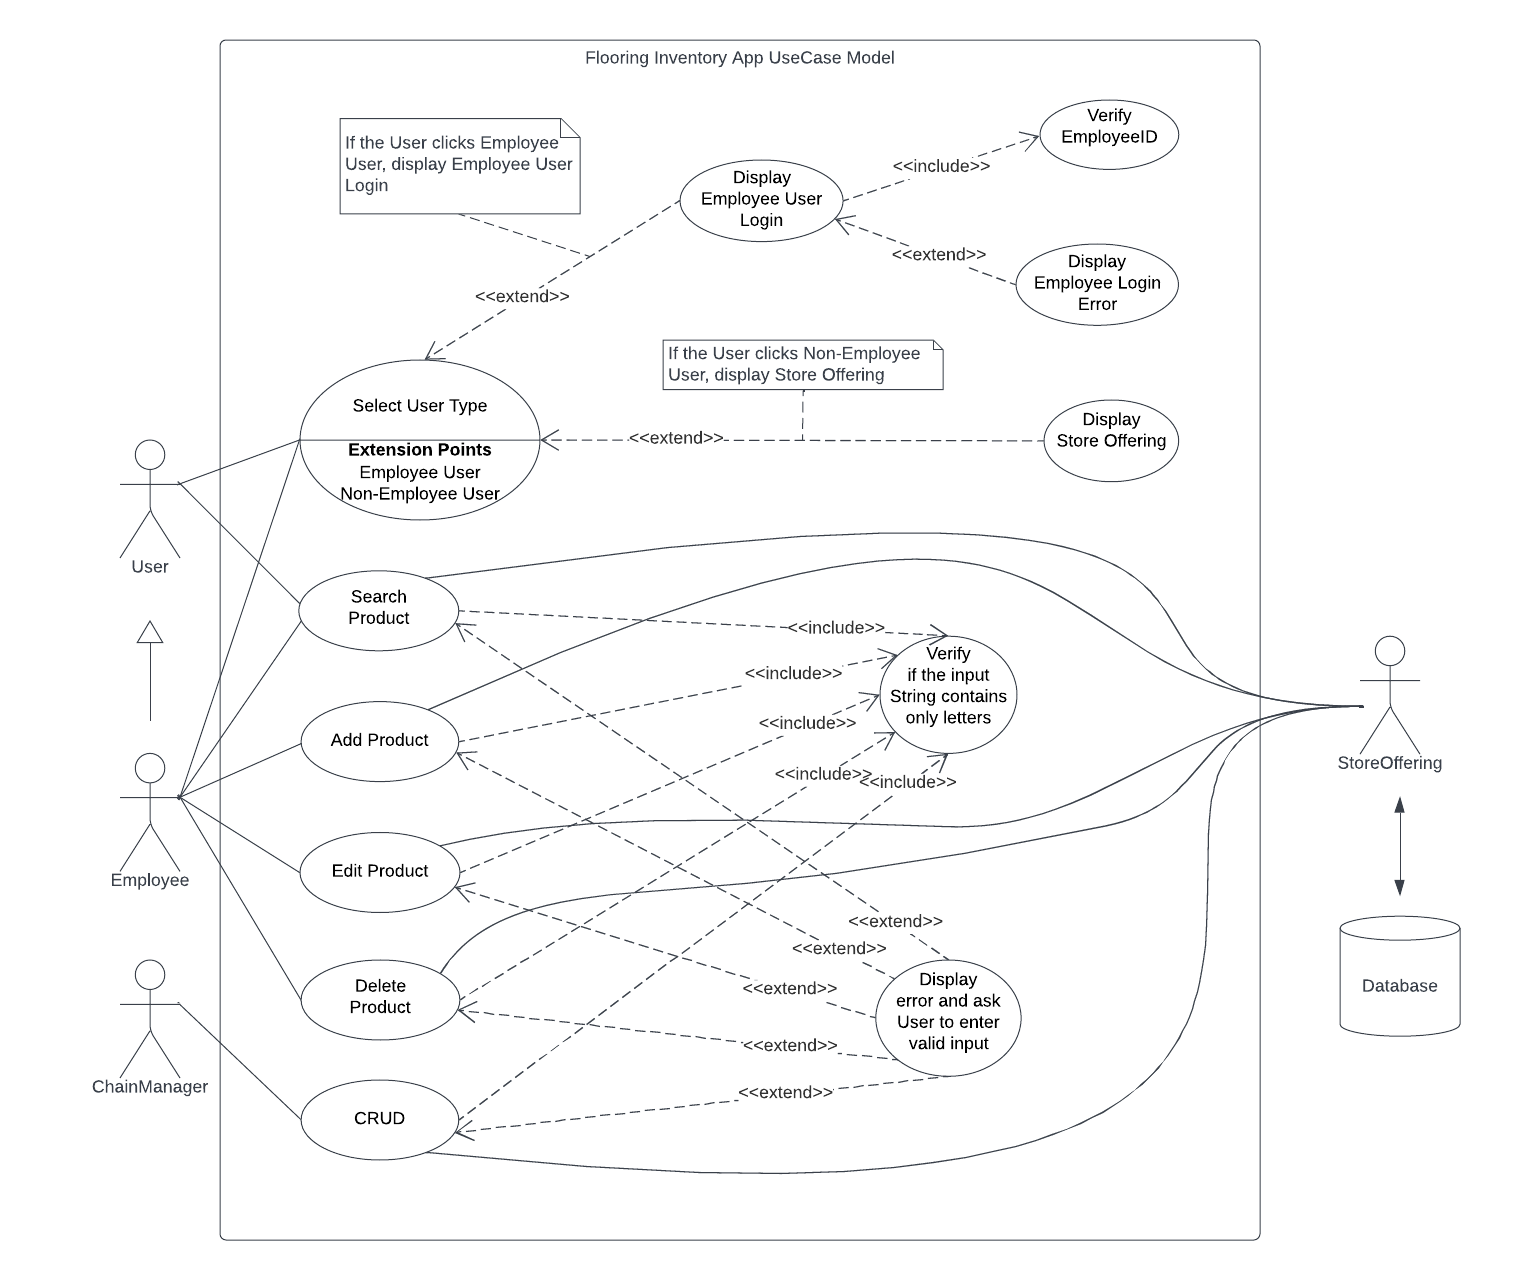 Flooring Inventory App UseCase Model
Verify
EmployeeID
If the User clicks Employee
User, display Employee User
Login
<<include>>
Display
Employee User
Login
<<extend>>
Display
Employee Login
Error
<<extend>>
If the User clicks Non-Employee
User, display Store Offering
Select User Type
Extension Points
Employee User
Non-Employee User
<<extend>>
Display
Store Offering
User
Search
Product
<<include>>
Verify
if the input
String contains
only letters
<<include>>
<<include>>
Add Product
<<include>>
<<include>>
StoreOffering
Edit Product
Employee
<<extend>>
<<extend>>
<<extend>>
Delete
Product
Display
error and ask
User to enter
valid input
Database
<<extend>>
<<extend>>
ChainManager
CRUD